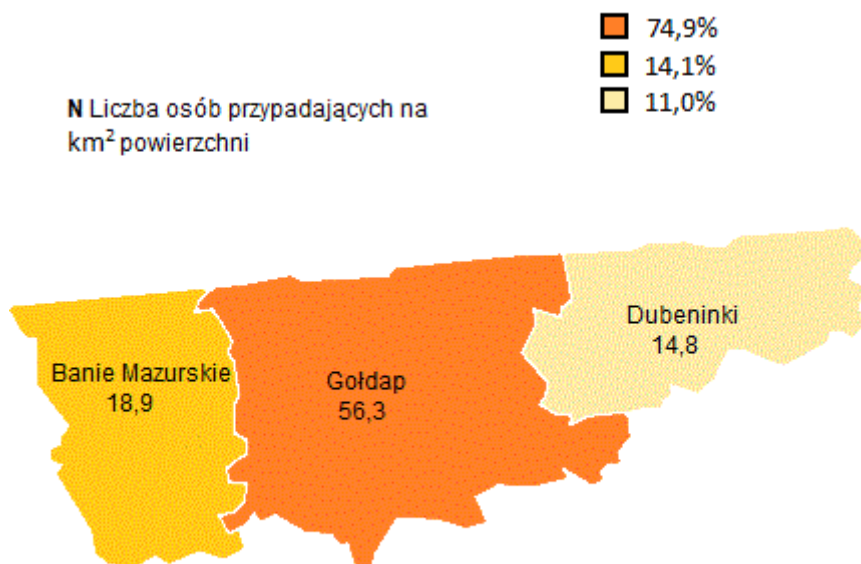 74,9%
14,1%
11,0%
N Liczba osób przypadających na
km² powierzchni
Dubeninki
14,8
Banie Mazurskie
18,9
Gołdap
56,3